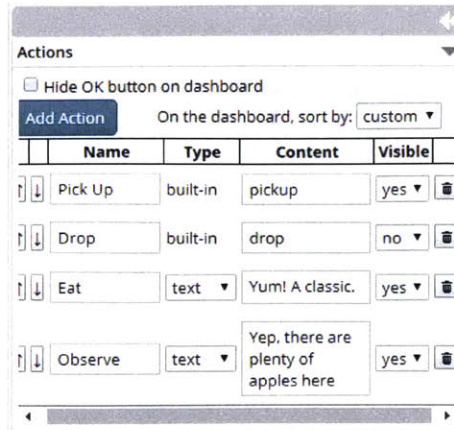 Actions
Hide OK button on dashboard
Add Action On the dashboard, sort by: custom
Name Type Content Visible
Pick Up built-in pickup yes
Drop built-in drop no
Eat text Yum! A classic. yes
Yep, there are
Observe text plenty of yes
apples here